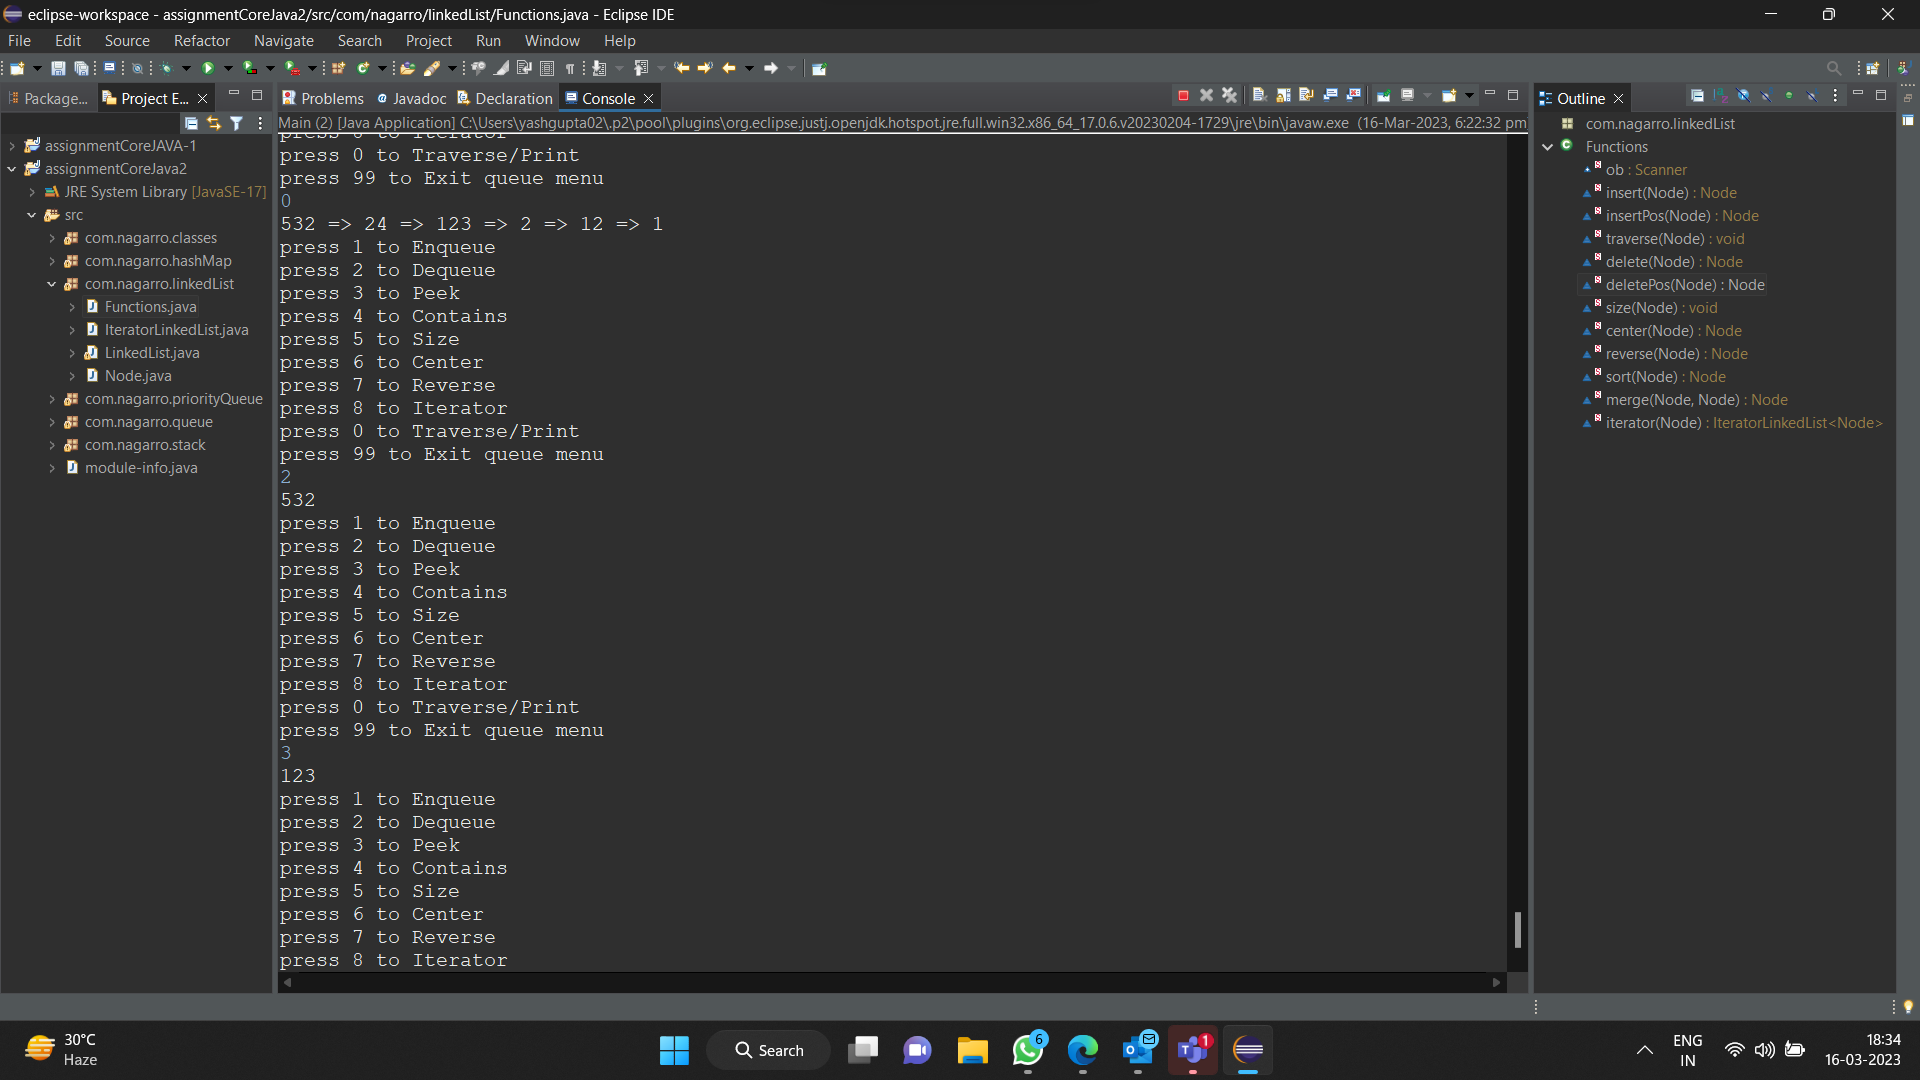 eclipse-workspace - assignmentCoreJava2/src/com/nagarro/linkedList/Functions.java - Eclipse IDE
File Edit Source Refactor Navigate Search Project Run Window Help
Package... Project E...
assignmentCoreJAVA-1
assignmentCoreJava2
JRE System Library [JavaSE-17]
src
com.nagarro.classes
com.nagarro.hashMap
com.nagarro.linkedList
Functions.java
IteratorLinkedList.java
LinkedList.java
Node.java
com.nagarro.priorityQueue
com.nagarro.queue
com.nagarro.stack
module-info.java
Problems Javadoc Declaration Console
Main (2) [Java Application] C:\Users\yashgupta02\.p2\pool\plugins\org.eclipse.justj.openjdk.hotspot.jre.full.win32.x86_64_17.0.6.v20230204-1729\jre\bin\javaw.exe (16-Mar-2023, 6:22:32 pm
press 8 to Iterator
press 0 to Traverse/Print
press 99 to Exit queue menu
0
532 => 24 => 123 => 2 => 12 => 1
press 1 to Enqueue
press 2 to Dequeue
press 3 to Peek
press 4 to Contains
press 5 to Size
press 6 to Center
press 7 to Reverse
press 8 to Iterator
press 0 to Traverse/Print
press 99 to Exit queue menu
2
532
press 1 to Enqueue
press 2 to Dequeue
press 3 to Peek
press 4 to Contains
press 5 to Size
press 6 to Center
press 7 to Reverse
press 8 to Iterator
press 0 to Traverse/Print
press 99 to Exit queue menu
3
123
press 1 to Enqueue
press 2 to Dequeue
press 3 to Peek
press 4 to Contains
press 5 to Size
press 6 to Center
press 7 to Reverse
press 8 to Iterator
Outline
com.nagarro.linkedList
Functions
ob : Scanner
insert(Node) : Node
insertPos(Node) : Node
traverse(Node) : void
delete(Node) : Node
deletePos(Node) : Node
size(Node) : void
center(Node) : Node
reverse(Node) : Node
sort(Node) : Node
merge(Node, Node) : Node
iterator(Node) : IteratorLinkedList<Node>
30°C
Haze
Search
6
1
ENG
IN
18:34
16-03-2023